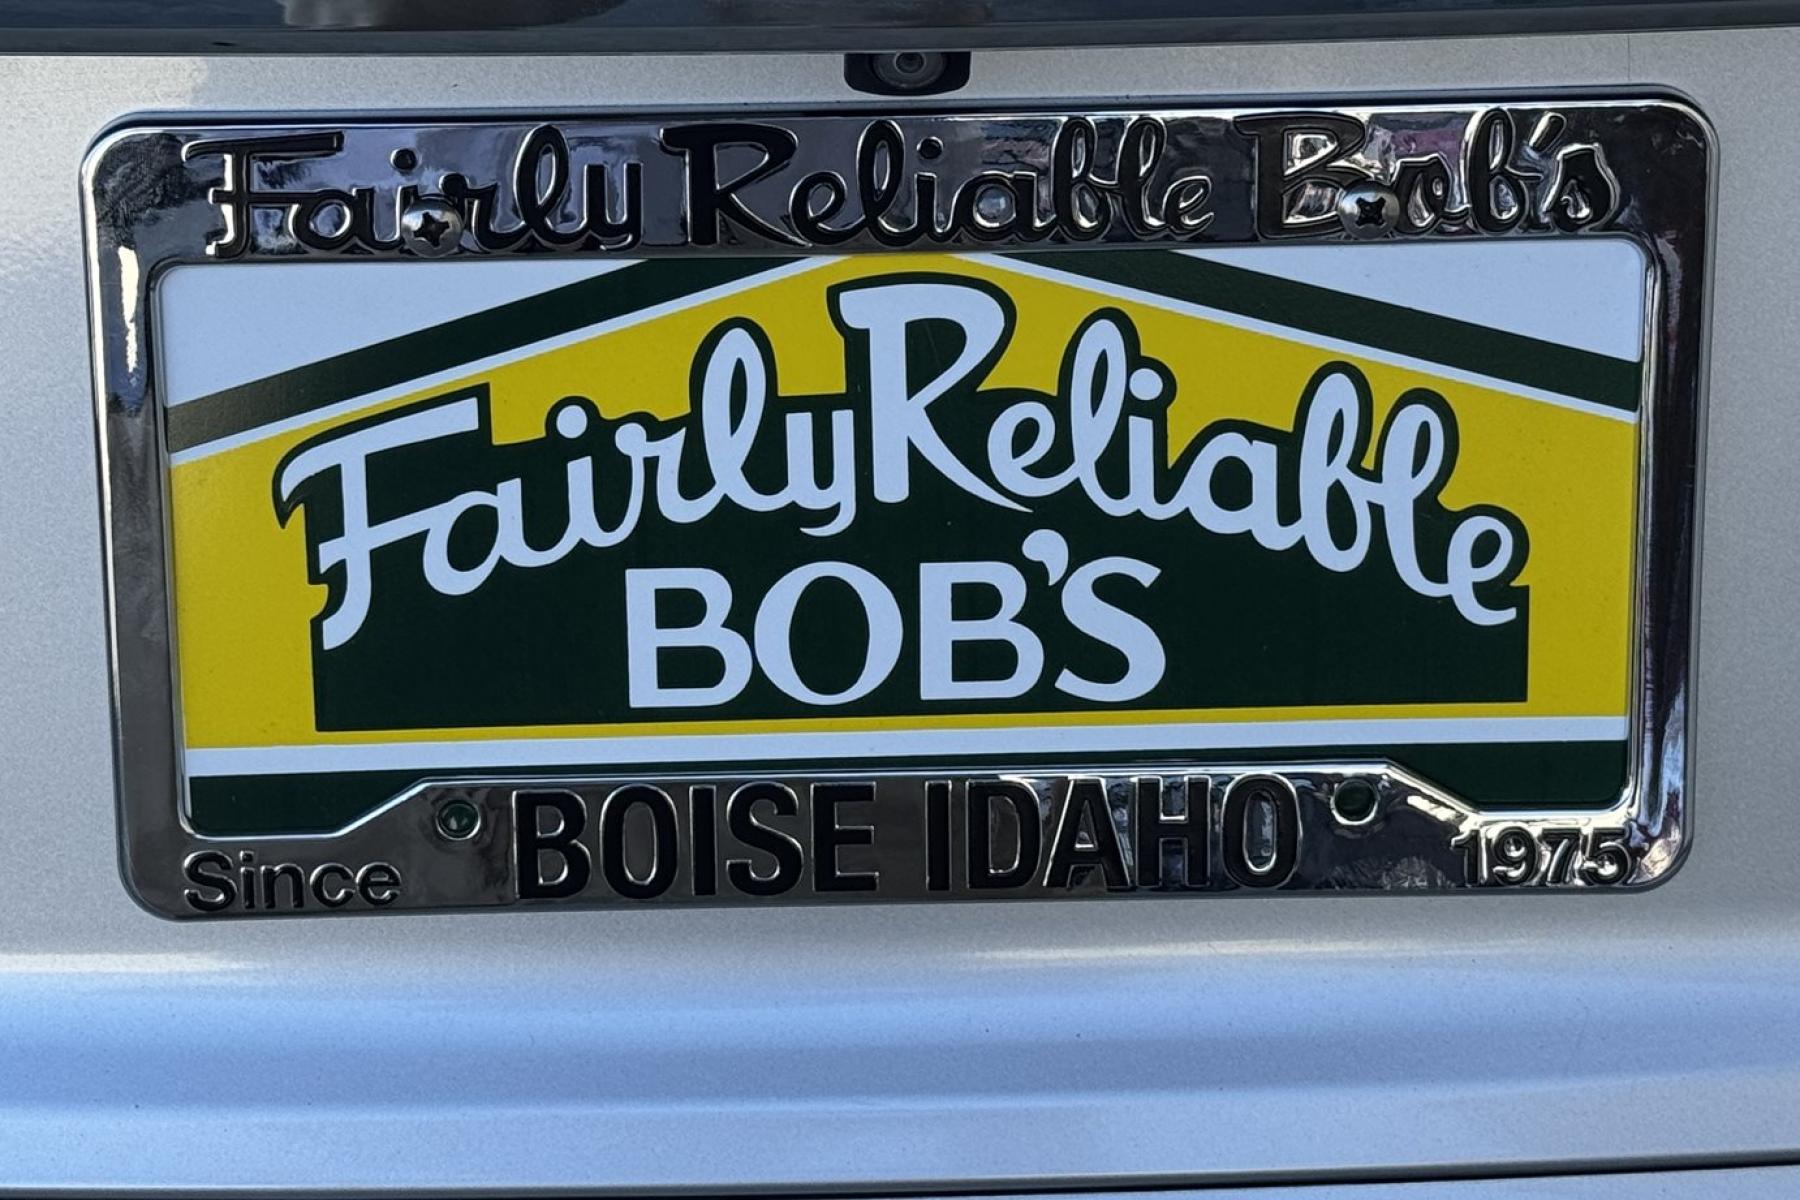 Fairly Reliable Bob's
Fairly Reliable
BOB'S
Since BOISE IDAHO 1975